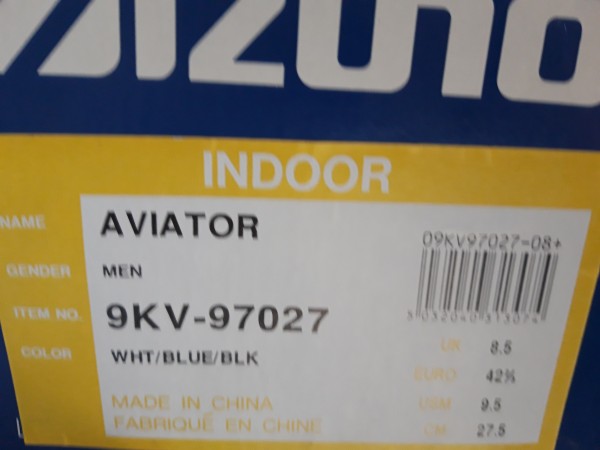 MIZUNO
INDOOR
NAME AVIATOR
09KV97027-08+
GENDER MEN
ITEM NO. 9KV-97027
5032040313074
COLOR WHT/BLUE/BLK
UK 8.5
EURO 42½
MADE IN CHINA
USM 9.5
FABRIQUÉ EN CHINE
CM 27.5